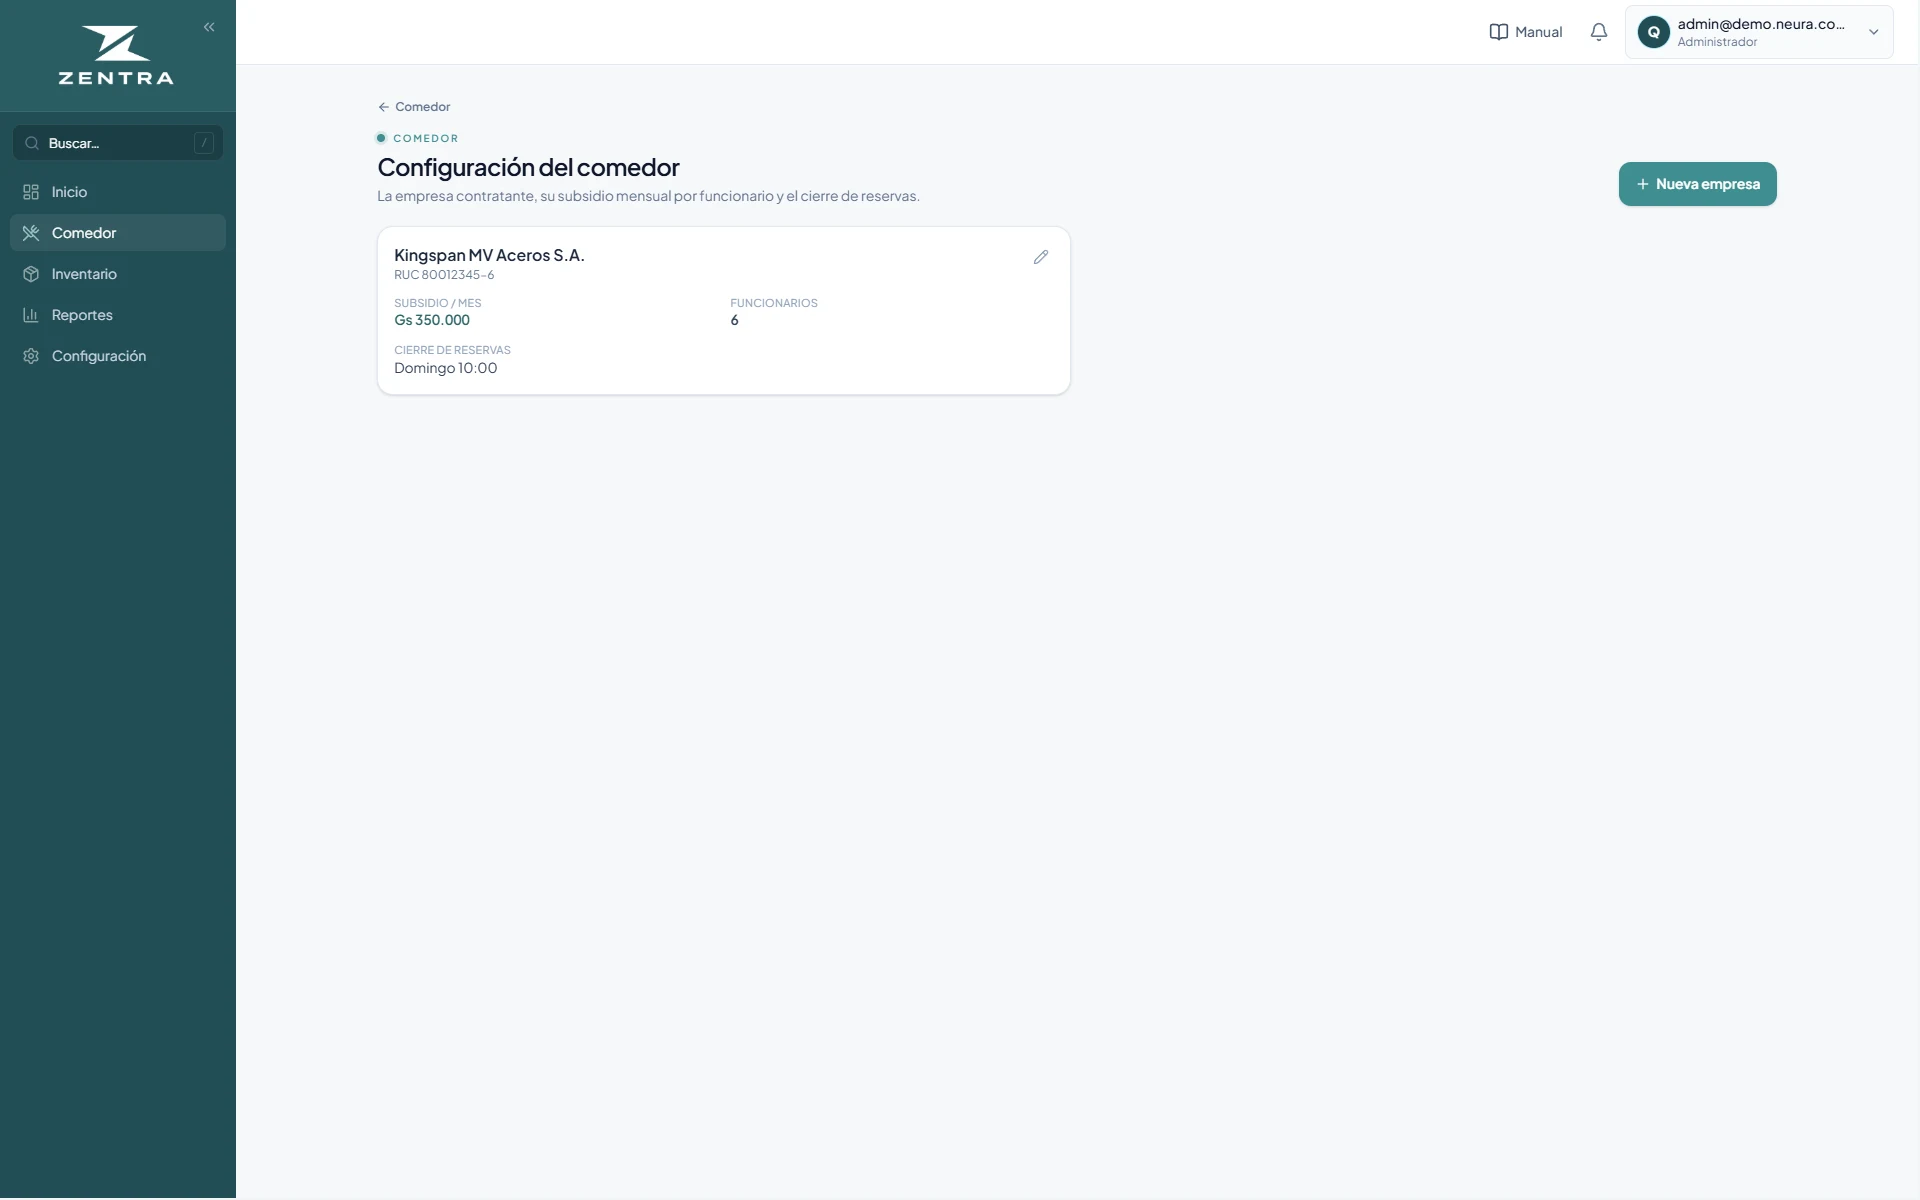 ZENTRA
Buscar...
/
Inicio
Comedor
Inventario
Reportes
Configuración
Manual
Q
admin@demo.neura.co...
Administrador
Comedor
COMEDOR
Configuración del comedor
La empresa contratante, su subsidio mensual por funcionario y el cierre de reservas.
+ Nueva empresa
Kingspan MV Aceros S.A.
RUC 80012345-6
SUBSIDIO / MES
Gs 350.000
FUNCIONARIOS
6
CIERRE DE RESERVAS
Domingo 10:00